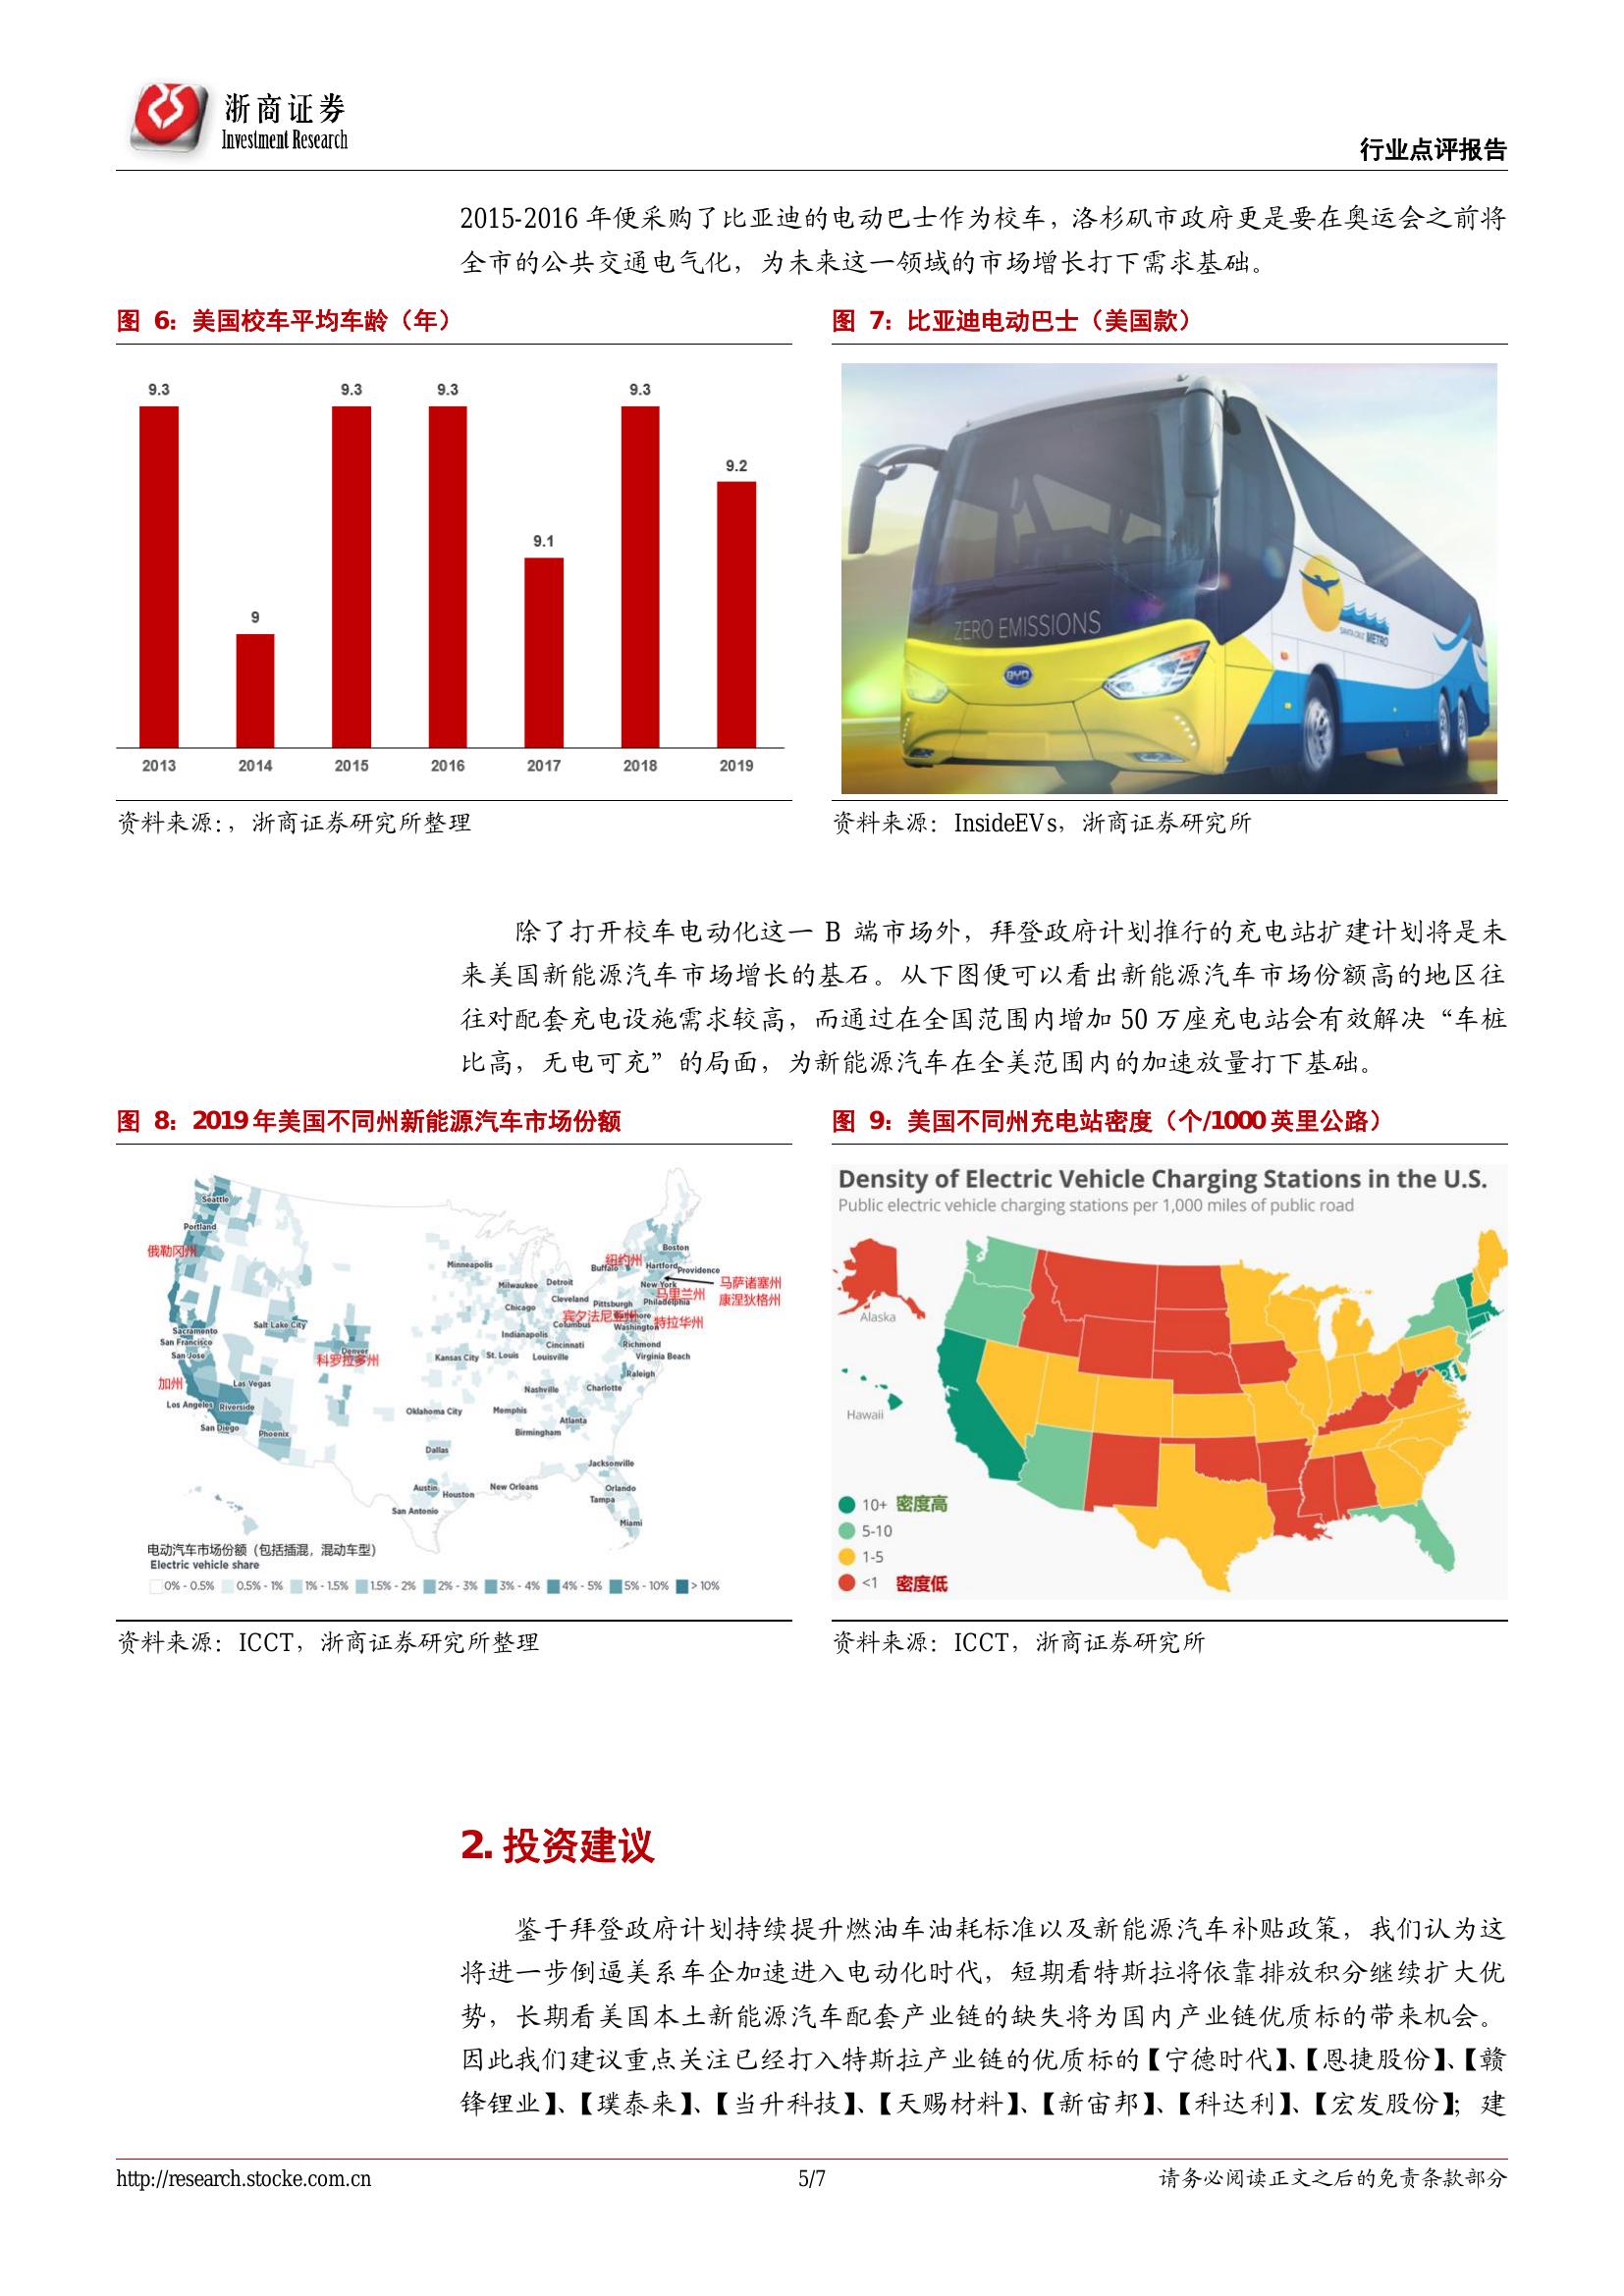 浙商证券
Investment Research
行业点评报告
2015-2016 年便采购了比亚迪的电动巴士作为校车，洛杉矶市政府更是要在奥运会之前将
全市的公共交通电气化，为未来这一领域的市场增长打下需求基础。
图 6：美国校车平均车龄（年）
9.3
9
9.3
9.3
9.1
9.3
9.2
2013
2014
2015
2016
2017
2018
2019
资料来源：，浙商证券研究所整理
图 7：比亚迪电动巴士（美国款）
ZERO EMISSIONS
BYD
SANTA CRUZ METRO
资料来源：InsideEVs，浙商证券研究所
除了打开校车电动化这一 B 端市场外，拜登政府计划推行的充电站扩建计划将是未
来美国新能源汽车市场增长的基石。从下图便可以看出新能源汽车市场份额高的地区往
往对配套充电设施需求较高，而通过在全国范围内增加 50 万座充电站会有效解决“车桩
比高，无电可充”的局面，为新能源汽车在全美范围内的加速放量打下基础。
图 8：2019年美国不同州新能源汽车市场份额
Seattle
Portland
俄勒冈州
Sacramento
San Francisco
San Jose
加州
Los Angeles
Riverside
San Diego
Las Vegas
Phoenix
Salt Lake City
Denver
科罗拉多州
Minneapolis
Milwaukee
Detroit
Chicago
Cleveland
Pittsburgh
Buffalo
纽约州
Boston
Hartford
Providence
New York
马萨诸塞州
康涅狄格州
马里兰州
Philadelphia
宾夕法尼亚州
Columbus
Washington
特拉华州
Indianapolis
Cincinnati
Richmond
Virginia Beach
Kansas City
St. Louis
Louisville
Raleigh
Nashville
Charlotte
Oklahoma City
Memphis
Atlanta
Birmingham
Dallas
Jacksonville
Austin
Houston
New Orleans
Orlando
Tampa
San Antonio
Miami
电动汽车市场份额（包括插混，混动车型）
Electric vehicle share
0% - 0.5% 0.5% - 1% 1% - 1.5% 1.5% - 2% 2% - 3% 3% - 4% 4% - 5% 5% - 10% > 10%
资料来源：ICCT，浙商证券研究所整理
图 9：美国不同州充电站密度（个/1000英里公路）
Density of Electric Vehicle Charging Stations in the U.S.
Public electric vehicle charging stations per 1,000 miles of public road
Alaska
Hawaii
10+ 密度高
5-10
1-5
<1 密度低
资料来源：ICCT，浙商证券研究所
2. 投资建议
鉴于拜登政府计划持续提升燃油车油耗标准以及新能源汽车补贴政策，我们认为这
将进一步倒逼美系车企加速进入电动化时代，短期看特斯拉将依靠排放积分继续扩大优
势，长期看美国本土新能源汽车配套产业链的缺失将为国内产业链优质标的带来机会。
因此我们建议重点关注已经打入特斯拉产业链的优质标的【宁德时代】、【恩捷股份】、【赣
锋锂业】、【璞泰来】、【当升科技】、【天赐材料】、【新宙邦】、【科达利】、【宏发股份】；建
http://research.stocke.com.cn
5/7
请务必阅读正文之后的免责条款部分